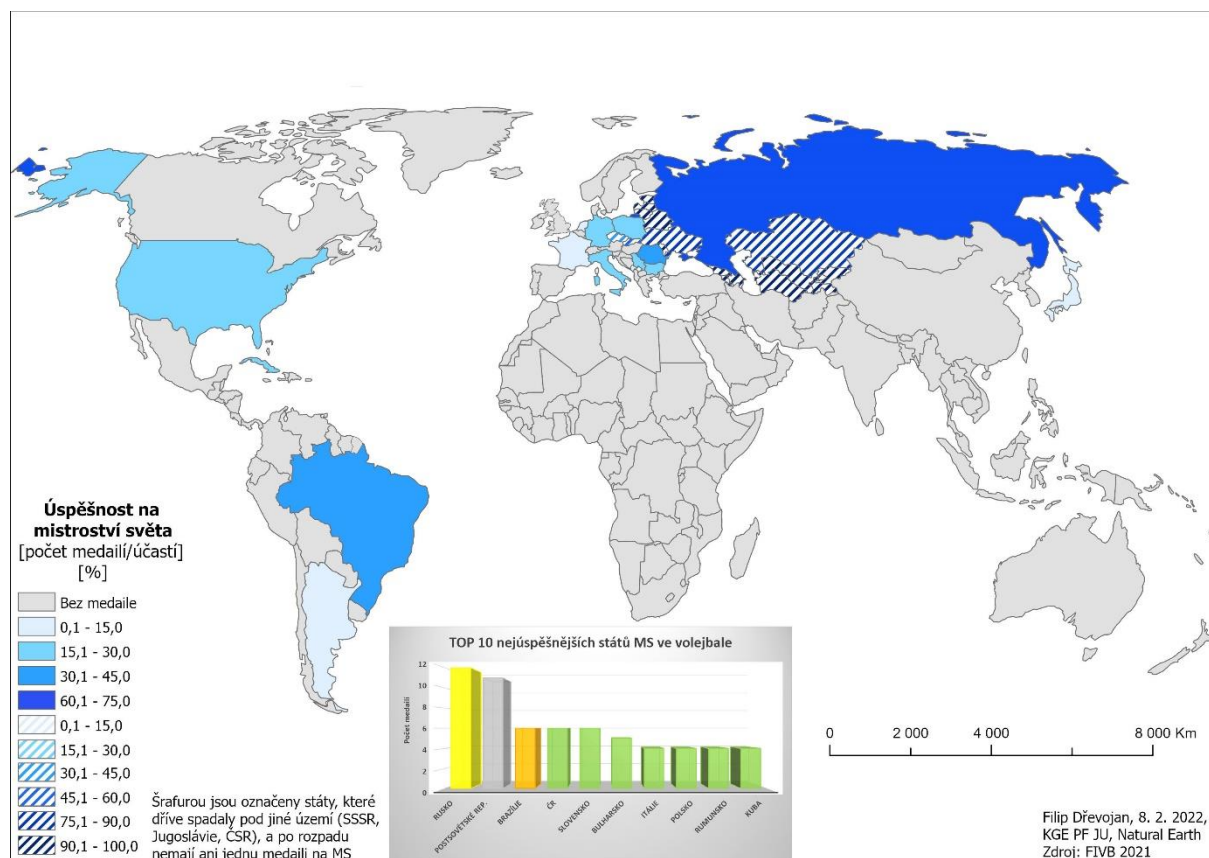 Úspěšnost na
mistroství světa
[počet medailí/účastí]
[%]
Bez medaile
0,1 - 15,0
15,1 - 30,0
30,1 - 45,0
60,1 - 75,0
0,1 - 15,0
15,1 - 30,0
30,1 - 45,0
45,1 - 60,0
75,1 - 90,0
90,1 - 100,0
Šrafurou jsou označeny státy, které
dříve spadaly pod jiné území (SSSR,
Jugoslávie, ČSR), a po rozpadu
nemají ani jednu medaili na MS
TOP 10 nejúspěšnějších států MS ve volejbale
Počet medailí
12
10
8
6
4
2
0
RUSKO
POSTSOVĚTSKÉ REP.
BRAZÍLIE
ČR
SLOVENSKO
BULHARSKO
ITÁLIE
POLSKO
RUMUNSKO
KUBA
0 2 000 4 000 8 000 Km
Filip Dřevojan, 8. 2. 2022,
KGE PF JU, Natural Earth
Zdroj: FIVB 2021